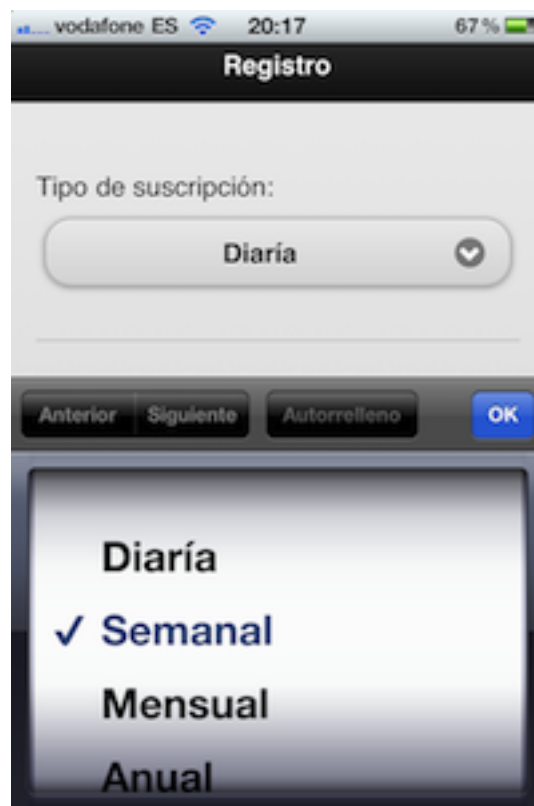 vodafone ES 20:17 67 %
Registro
Tipo de suscripción:
Diaría
Anterior Siguiente Autorrelleno OK
Diaría
✓ Semanal
Mensual
Anual